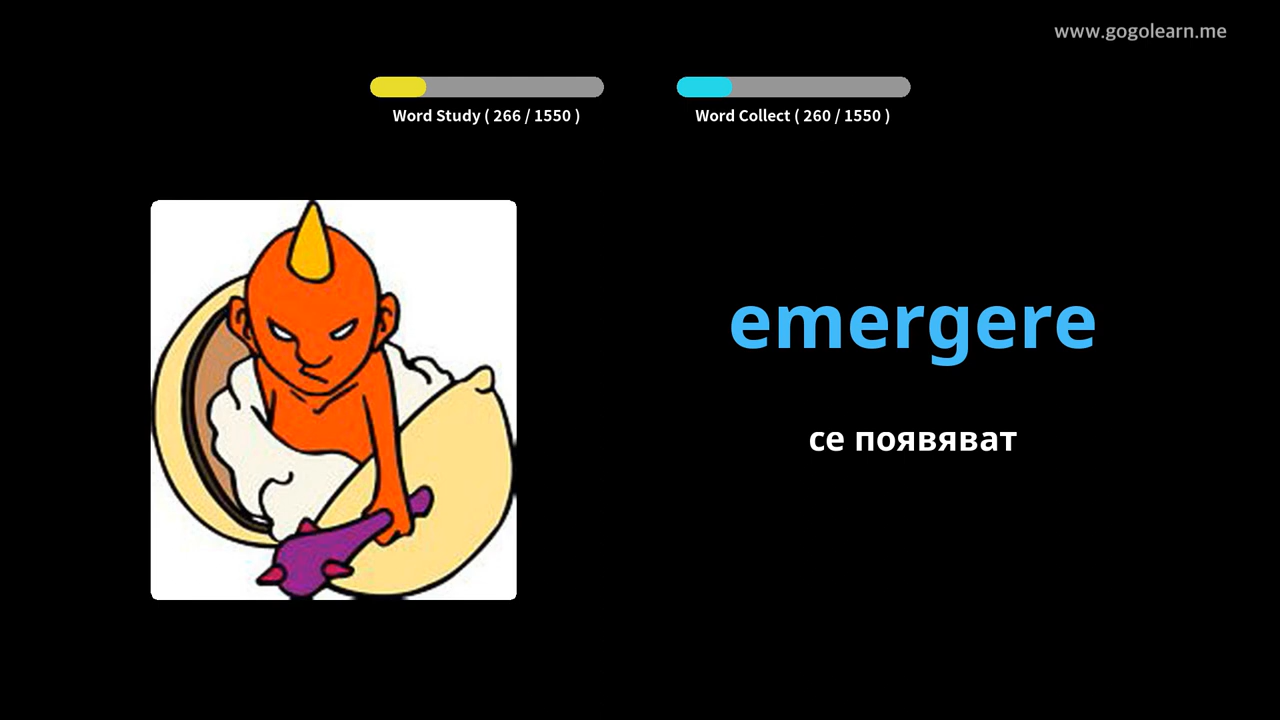 www.gogolearn.me
Word Study ( 266 / 1550 )
Word Collect ( 260 / 1550 )
emergere
се появяват